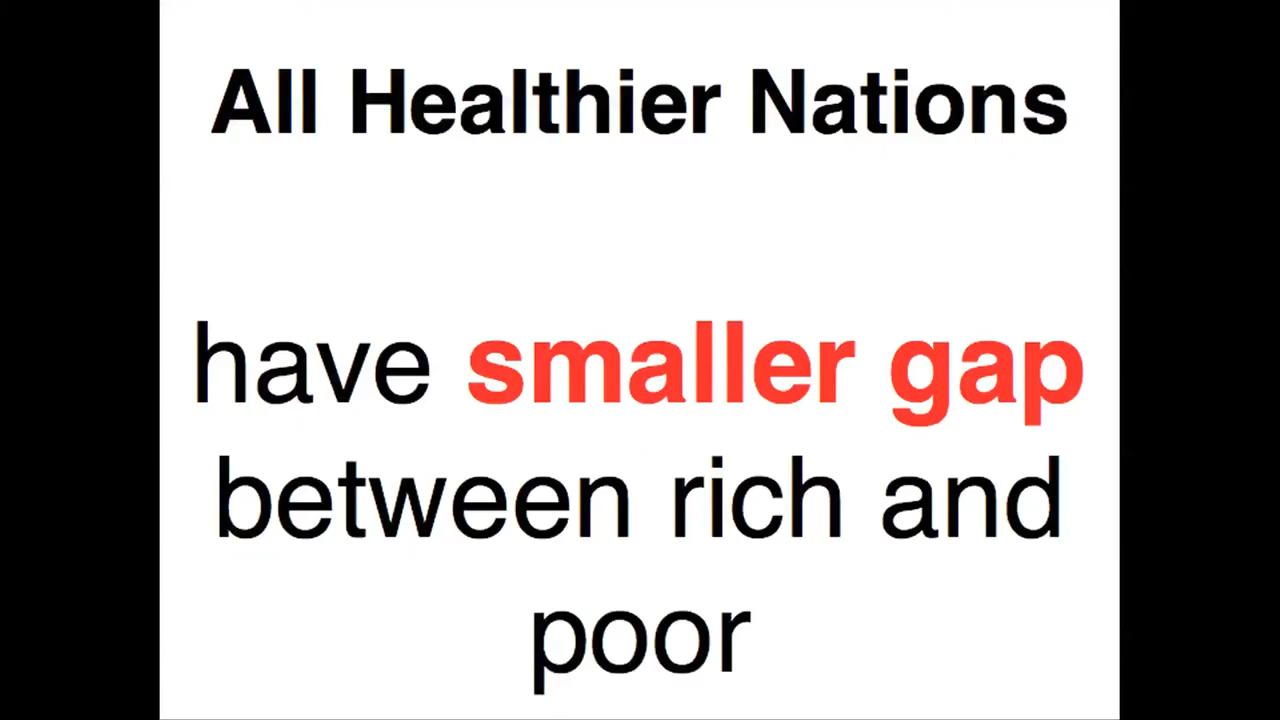 All Healthier Nations
have smaller gap
between rich and
poor